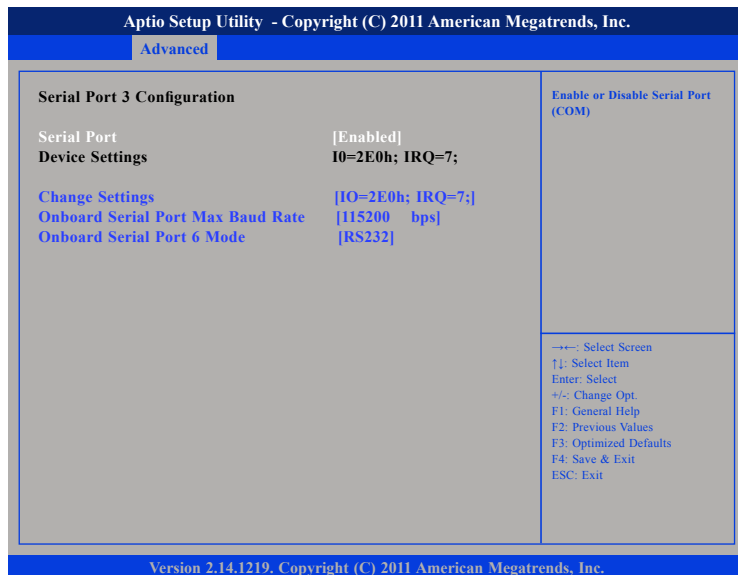 Aptio Setup Utility - Copyright (C) 2011 American Megatrends, Inc.
Advanced
Serial Port 3 Configuration
Serial Port [Enabled]
Device Settings I0=2E0h; IRQ=7;
Change Settings [IO=2E0h; IRQ=7;]
Onboard Serial Port Max Baud Rate [115200 bps]
Onboard Serial Port 6 Mode [RS232]
Enable or Disable Serial Port
(COM)
→←: Select Screen
↑↓: Select Item
Enter: Select
+/-: Change Opt.
F1: General Help
F2: Previous Values
F3: Optimized Defaults
F4: Save & Exit
ESC: Exit
Version 2.14.1219. Copyright (C) 2011 American Megatrends, Inc.